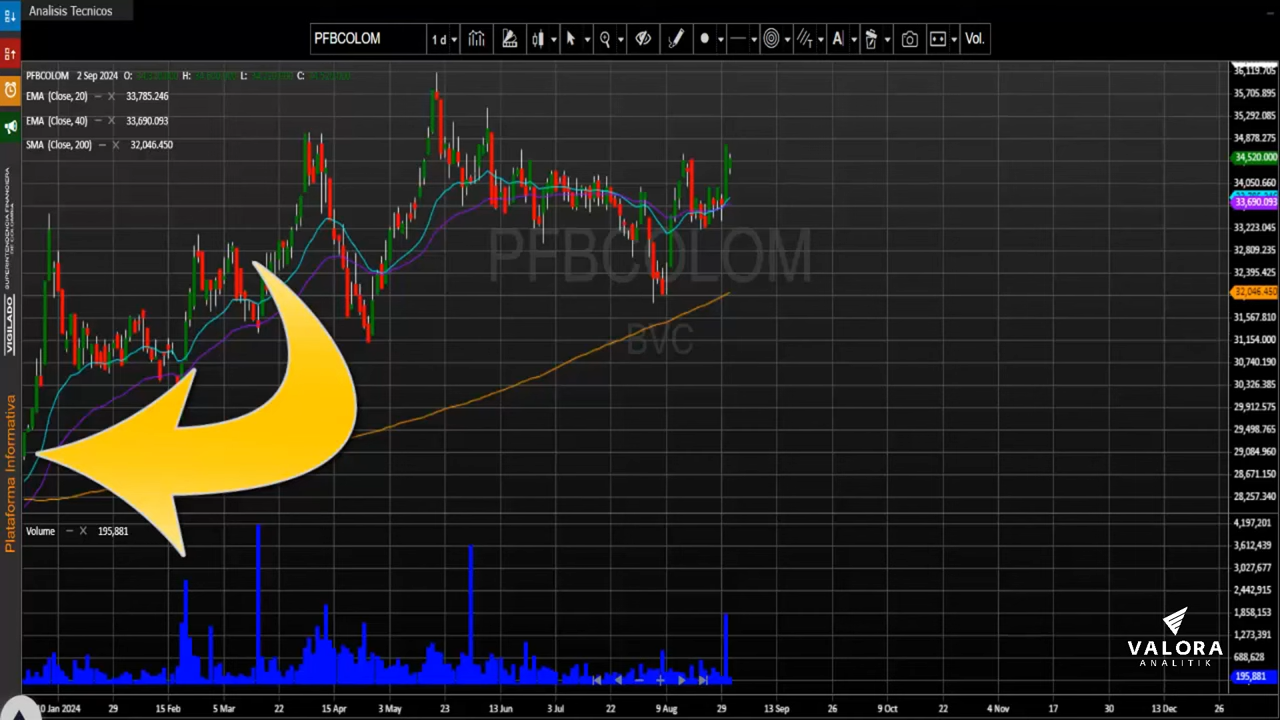 Analisis Tecnicos
PFBCOLOM
1 d
A
T
Vol.
PFBCOLOM 2 Sep 2024 O: H: L: C:
EMA (Close, 20) – X 33,785.246
EMA (Close, 40) – X 33,690.093
SMA (Close, 200) – X 32,046.450
PFBCOLOM
BVC
36,119.705
35,705.895
35,292.085
34,878.275
34,520.000
34,050.660
33,690.093
33,223.045
32,809.235
32,395.425
32,046.450
31,567.810
31,154.000
30,740.190
30,326.385
29,912.575
29,498.765
29,084.960
28,671.150
28,257.340
Volume – X 195,881
4,197,201
3,612,439
3,027,677
2,442,915
1,858,153
1,273,391
688,628
195,881
10 Jan 2024 29 15 Feb 5 Mar 22 15 Apr 3 May 22 13 Jun 3 Jul 22 9 Aug 29 13 Sep 26 9 Oct 22 4 Nov 17 29 13 Dec 26
SUPERINTENDENCIA FINANCIERA
DE COLOMBIA
VIGILADO
Plataforma Informativa
VALORA
ANALITIK